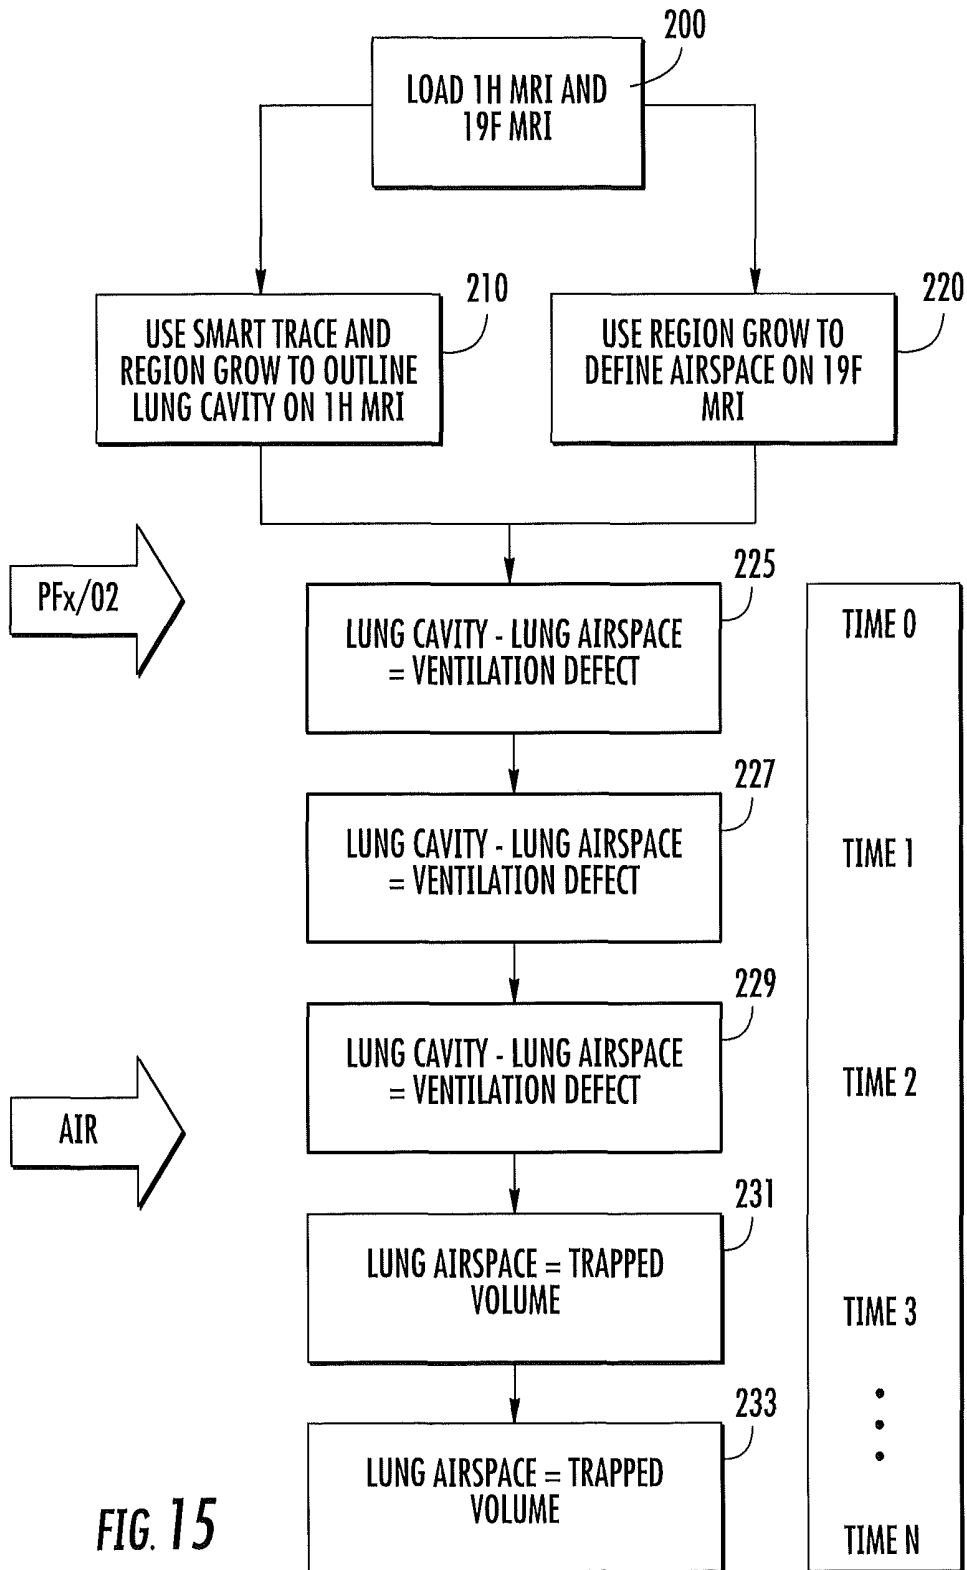 200
LOAD 1H MRI AND
19F MRI
210
USE SMART TRACE AND
REGION GROW TO OUTLINE
LUNG CAVITY ON 1H MRI
220
USE REGION GROW TO
DEFINE AIRSPACE ON 19F
MRI
PFx/02
225
LUNG CAVITY - LUNG AIRSPACE
= VENTILATION DEFECT
TIME 0
227
LUNG CAVITY - LUNG AIRSPACE
= VENTILATION DEFECT
TIME 1
229
LUNG CAVITY - LUNG AIRSPACE
= VENTILATION DEFECT
TIME 2
AIR
231
LUNG AIRSPACE = TRAPPED
VOLUME
TIME 3
233
LUNG AIRSPACE = TRAPPED
VOLUME
TIME N
FIG. 15